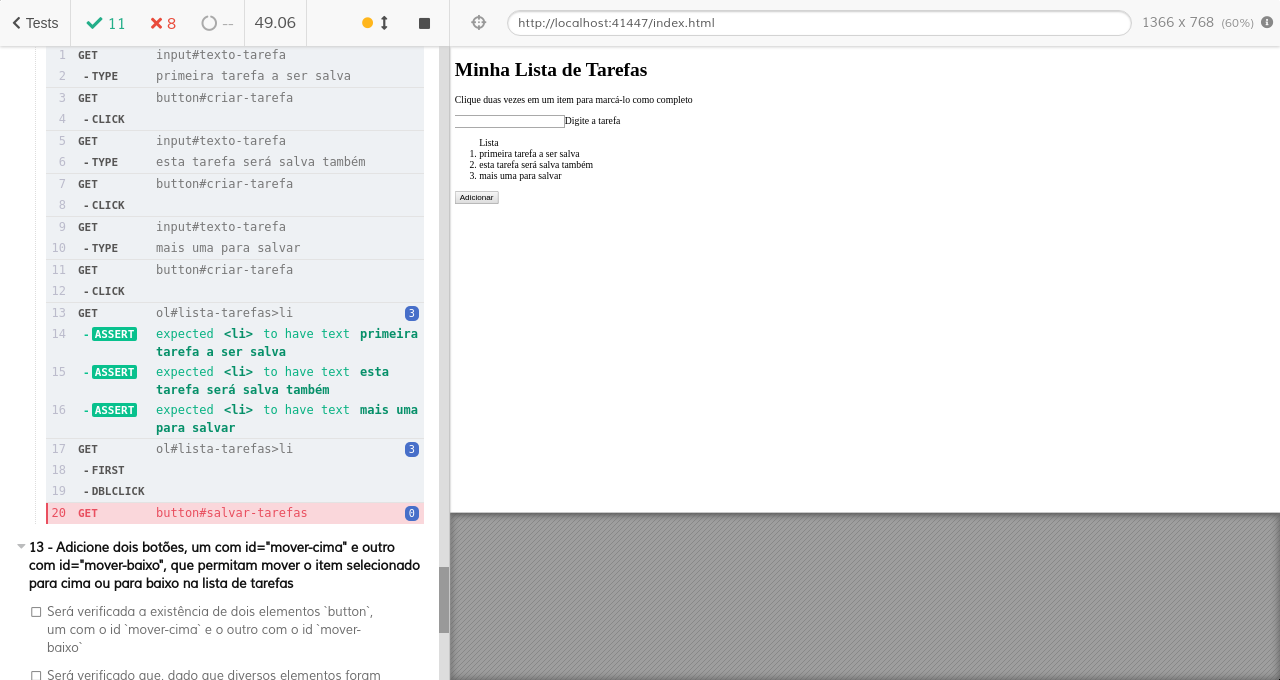 Tests 11 8 -- 49.06 http://localhost:41447/index.html 1366 x 768 (60%)
1 GET input#texto-tarefa
2 -TYPE primeira tarefa a ser salva
3 GET button#criar-tarefa
4 -CLICK
5 GET input#texto-tarefa
6 -TYPE esta tarefa será salva também
7 GET button#criar-tarefa
8 -CLICK
9 GET input#texto-tarefa
10 -TYPE mais uma para salvar
11 GET button#criar-tarefa
12 -CLICK
13 GET ol#lista-tarefas>li 3
14 -ASSERT expected <li> to have text primeira
tarefa a ser salva
15 -ASSERT expected <li> to have text esta
tarefa será salva também
16 -ASSERT expected <li> to have text mais uma
para salvar
17 GET ol#lista-tarefas>li 3
18 -FIRST
19 -DBLCLICK
20 GET button#salvar-tarefas 0
13 - Adicione dois botões, um com id="mover-cima" e outro
com id="mover-baixo", que permitam mover o item selecionado
para cima ou para baixo na lista de tarefas
Será verificada a existência de dois elementos `button`,
um com o id `mover-cima` e o outro com o id `mover-
baixo`
Será verificado que, dado que diversos elementos foram
Minha Lista de Tarefas
Clique duas vezes em um item para marcá-lo como completo
Digite a tarefa
Lista
1. primeira tarefa a ser salva
2. esta tarefa será salva também
3. mais uma para salvar
Adicionar